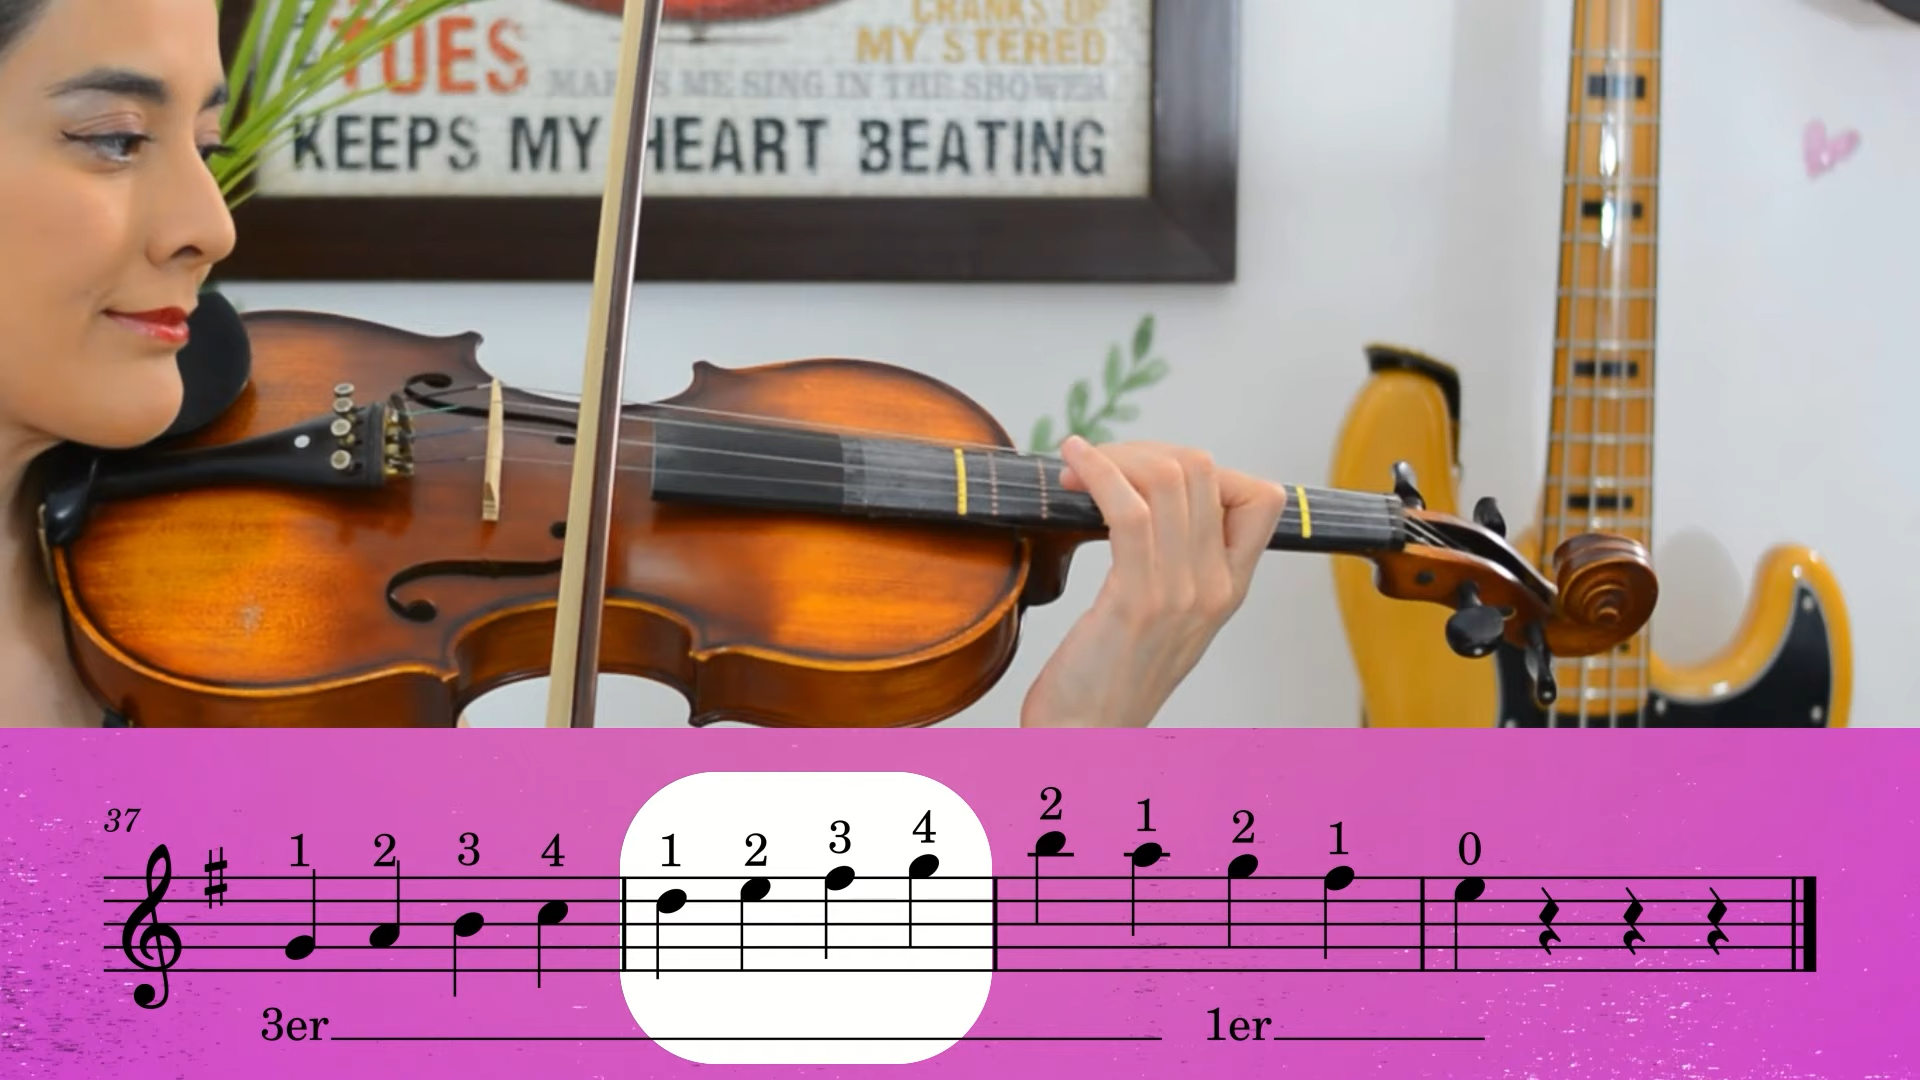 TOES
CRANKS UP
MY STEREO
MAKES ME SING IN THE SHOWER
KEEPS MY HEART BEATING
37
1 2 3 4 1 2 3 4 2 1 2 1 0
3er 1er